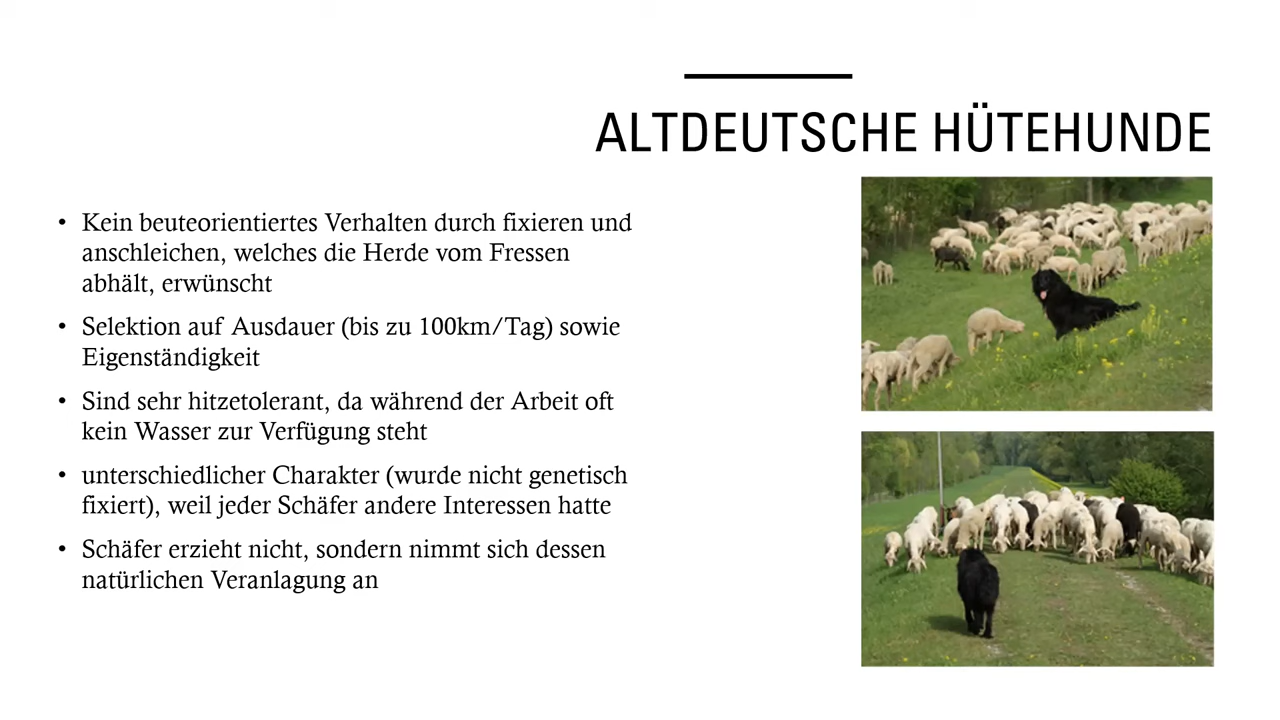 ALTDEUTSCHE HÜTEHUNDE
• Kein beuteorientiertes Verhalten durch fixieren und
anschleichen, welches die Herde vom Fressen
abhält, erwünscht
• Selektion auf Ausdauer (bis zu 100km/Tag) sowie
Eigenständigkeit
• Sind sehr hitzetolerant, da während der Arbeit oft
kein Wasser zur Verfügung steht
• unterschiedlicher Charakter (wurde nicht genetisch
fixiert), weil jeder Schäfer andere Interessen hatte
• Schäfer erzieht nicht, sondern nimmt sich dessen
natürlichen Veranlagung an